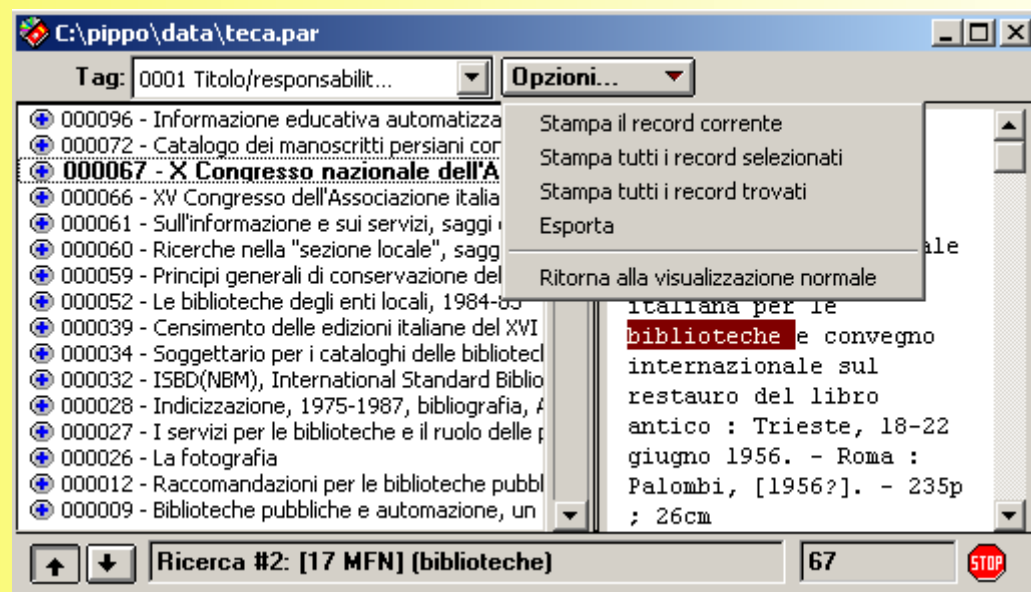 C:\pippo\data\teca.par
Tag: 0001 Titolo/responsabilit... Opzioni...
Stampa il record corrente
Stampa tutti i record selezionati
Stampa tutti i record trovati
Esporta
Ritorna alla visualizzazione normale
000096 - Informazione educativa automatizza
000072 - Catalogo dei manoscritti persiani con
000067 - X Congresso nazionale dell'A
000066 - XV Congresso dell'Associazione italia
000061 - Sull'informazione e sui servizi, saggi
000060 - Ricerche nella "sezione locale", sagg
000059 - Principi generali di conservazione del
000052 - Le biblioteche degli enti locali, 1984-85
000039 - Censimento delle edizioni italiane del XVI
000034 - Soggettario per i cataloghi delle bibliotecl
000032 - ISBD(NBM), International Standard Biblio
000028 - Indicizzazione, 1975-1987, bibliografia, A
000027 - I servizi per le biblioteche e il ruolo delle p
000026 - La fotografia
000012 - Raccomandazioni per le biblioteche pubbl
000009 - Biblioteche pubbliche e automazione, un
ale
italiana per le
biblioteche e convegno
internazionale sul
restauro del libro
antico : Trieste, 18-22
giugno 1956. - Roma :
Palombi, [1956?]. - 235p
; 26cm
Ricerca #2: [17 MFN] (biblioteche) 67 STOP